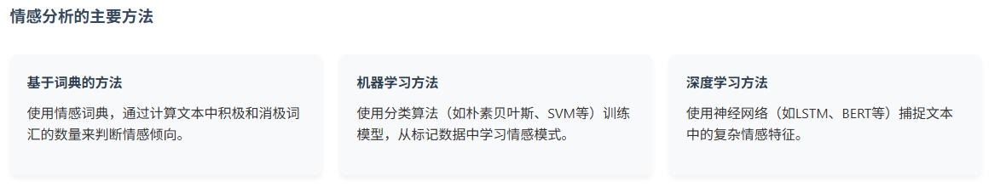 情感分析的主要方法
基于词典的方法
使用情感词典，通过计算文本中积极和消极词
汇的数量来判断情感倾向。
机器学习方法
使用分类算法（如朴素贝叶斯、SVM等）训练
模型，从标记数据中学习情感模式。
深度学习方法
使用神经网络（如LSTM、BERT等）捕捉文本
中的复杂情感特征。